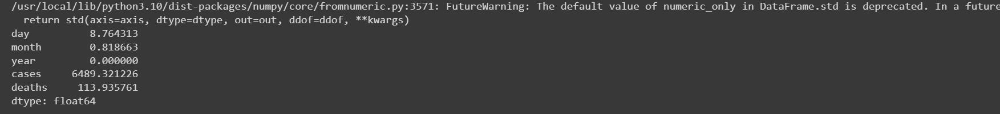 /usr/local/lib/python3.10/dist-packages/numpy/core/fromnumeric.py:3571: FutureWarning: The default value of numeric_only in DataFrame.std is deprecated. In a future
  return std(axis=axis, dtype=dtype, out=out, ddof=ddof, **kwargs)
day          8.764313
month        0.818663
year         0.000000
cases     6489.321226
deaths     113.935761
dtype: float64